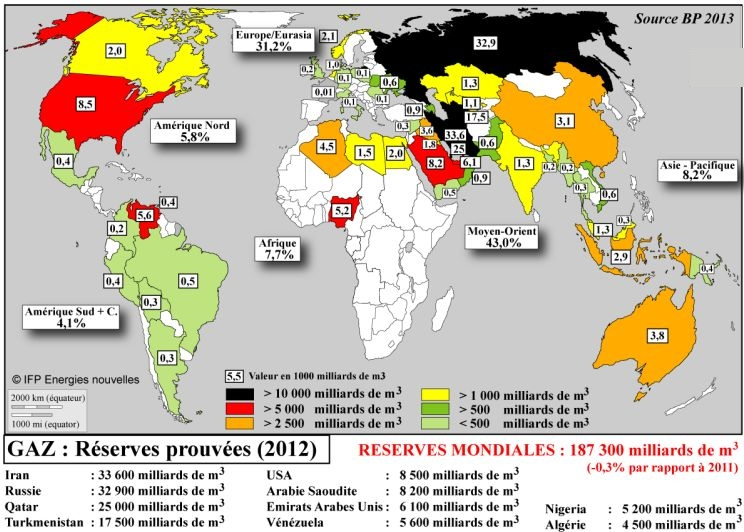 Source BP 2013
Europe/Eurasia
31,2%
2,1
32,9
2,0
1,0
0,2
0,1
0,1
0,6
0,01
0,1
0,1
1,3
1,1
8,5
0,9
17,5
Amérique Nord
5,8%
0,3
3,6
33,6
3,1
4,5
1,5
2,0
1,8
25
0,6
0,4
8,2
6,1
1,3
0,2
0,2
Asie - Pacifique
8,2%
0,5
0,9
0,3
0,6
0,4
5,6
0,2
5,2
Moyen-Orient
43,0%
0,3
1,3
Afrique
7,7%
2,9
0,4
0,4
0,5
0,3
Amérique Sud + C.
4,1%
3,8
0,3
© IFP Energies nouvelles
5,5 Valeur en 1000 milliards de m3
2000 km (équateur)
1000 mi (equator)
> 10 000 milliards de m3
> 5 000 milliards de m3
> 2 500 milliards de m3
> 1 000 milliards de m3
> 500 milliards de m3
< 500 milliards de m3
GAZ : Réserves prouvées (2012)
RESERVES MONDIALES : 187 300 milliards de m3
(-0,3% par rapport à 2011)
Iran : 33 600 milliards de m3
Russie : 32 900 milliards de m3
Qatar : 25 000 milliards de m3
Turkmenistan : 17 500 milliards de m3
USA : 8 500 milliards de m3
Arabie Saoudite : 8 200 milliards de m3
Emirats Arabes Unis : 6 100 milliards de m3
Vénézuela : 5 600 milliards de m3
Nigeria : 5 200 milliards de m3
Algérie : 4 500 milliards de m3